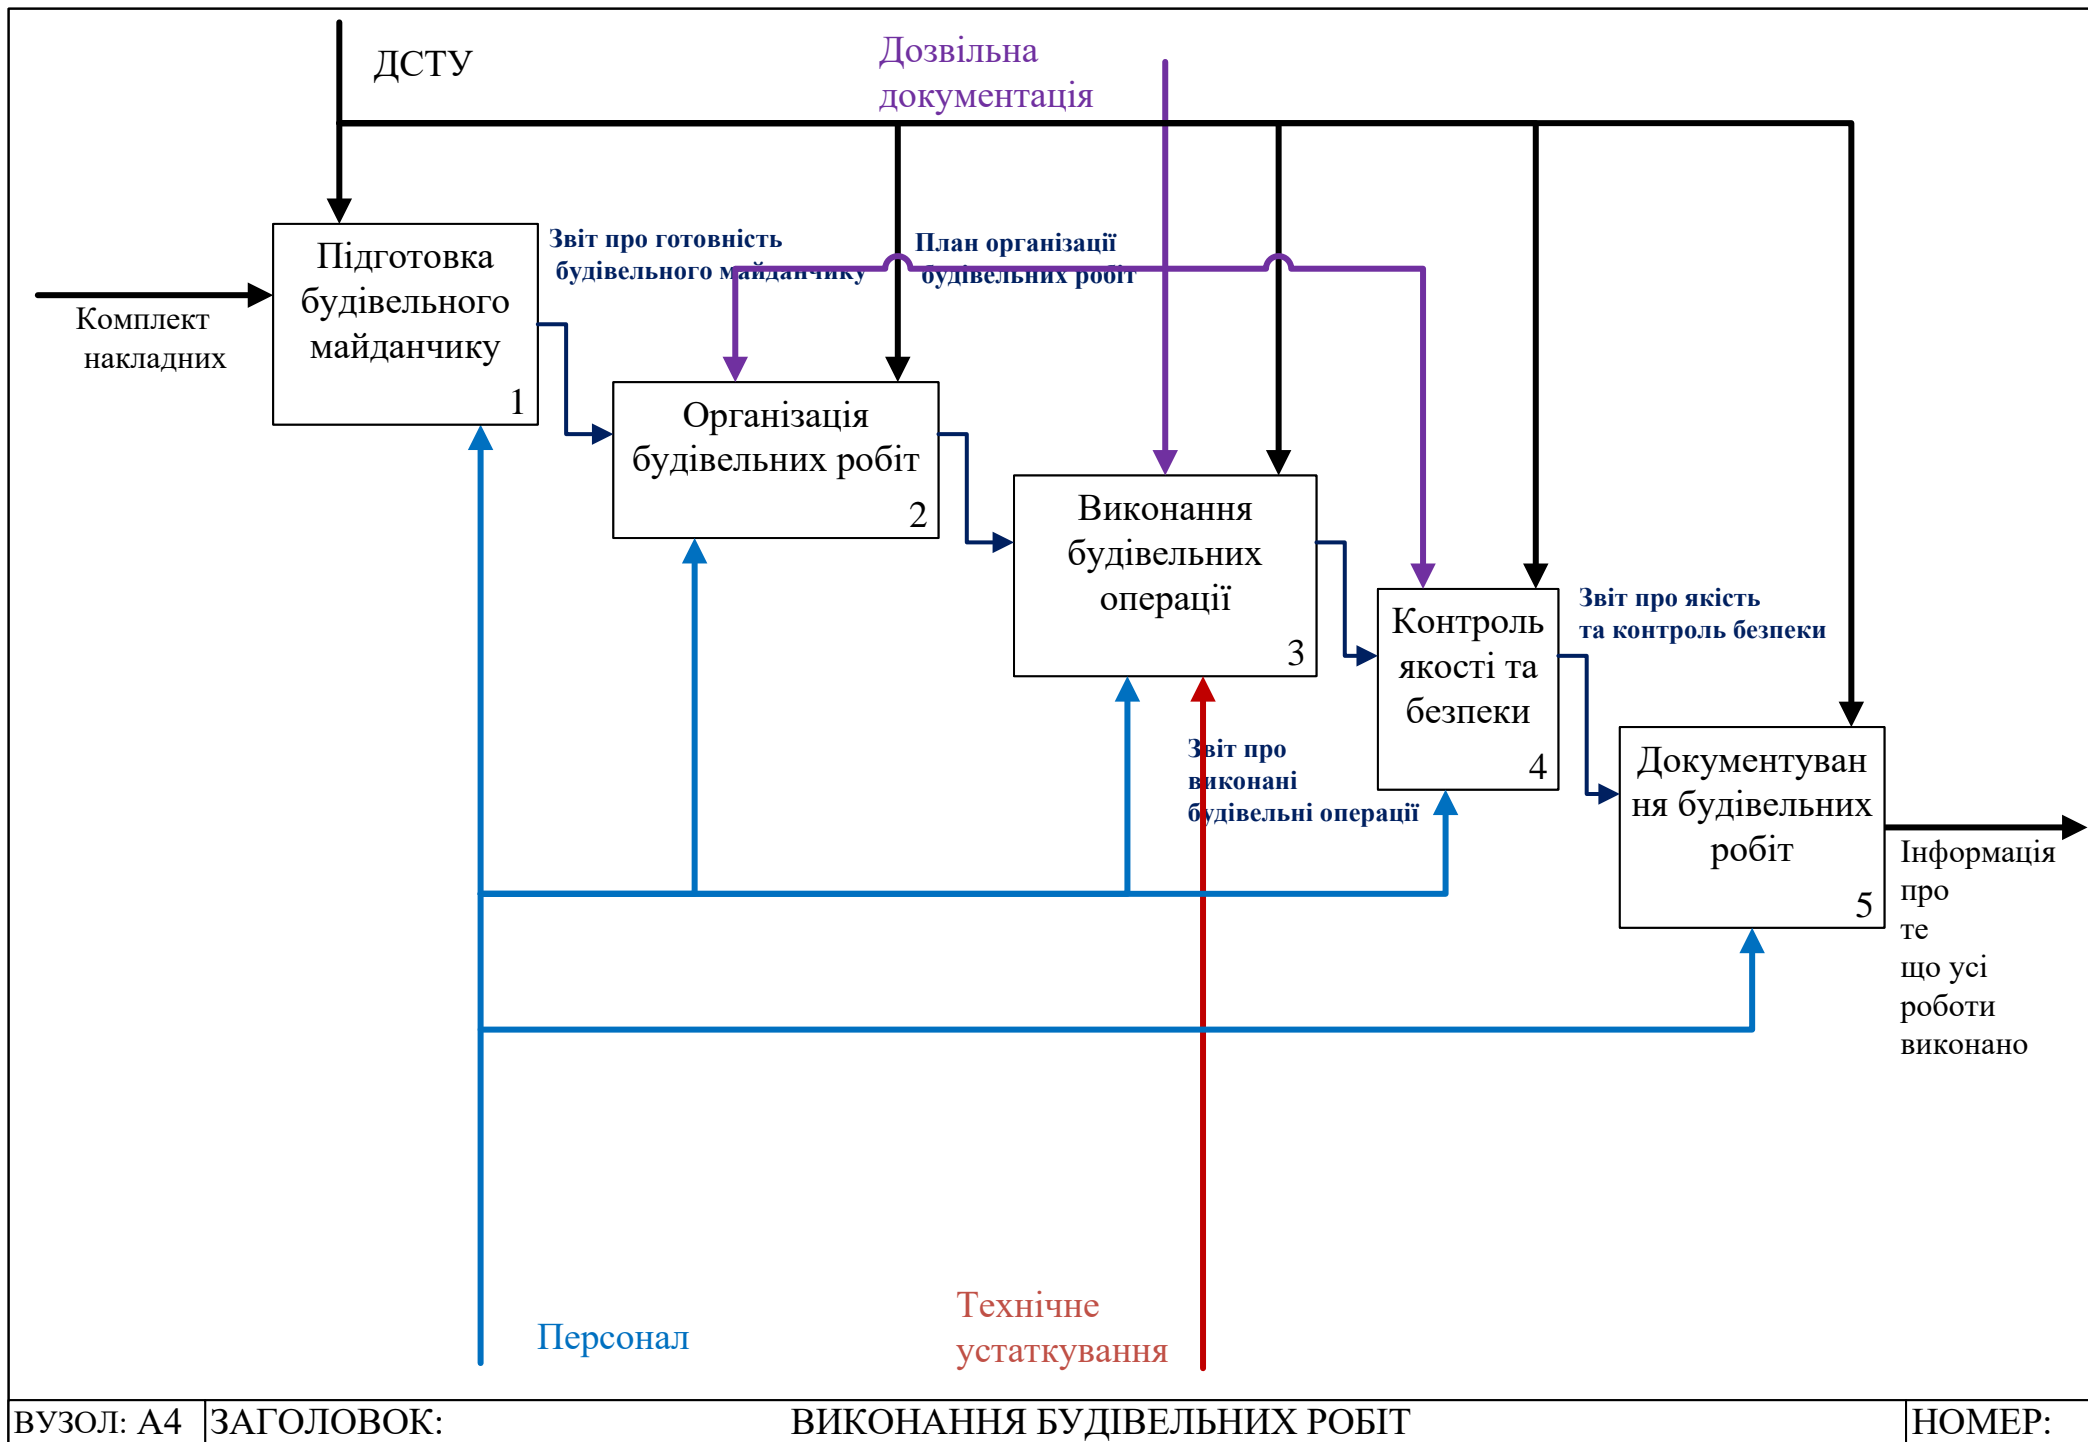 ДСТУ
Дозвільна
документація
Підготовка
будівельного
майданчику
1
Звіт про готовність
будівельного майданчику
План організації
будівельних робіт
Комплект
накладних
Організація
будівельних робіт
2
Виконання
будівельних
операції
3
Контроль
якості та
безпеки
4
Звіт про якість
та контроль безпеки
Звіт про
виконані
будівельні операції
Документуван
ня будівельних
робіт
5
Інформація
про
те
що усі
роботи
виконано
Персонал
Технічне
устаткування
ВУЗОЛ: А4
ЗАГОЛОВОК:
ВИКОНАННЯ БУДІВЕЛЬНИХ РОБІТ
НОМЕР: